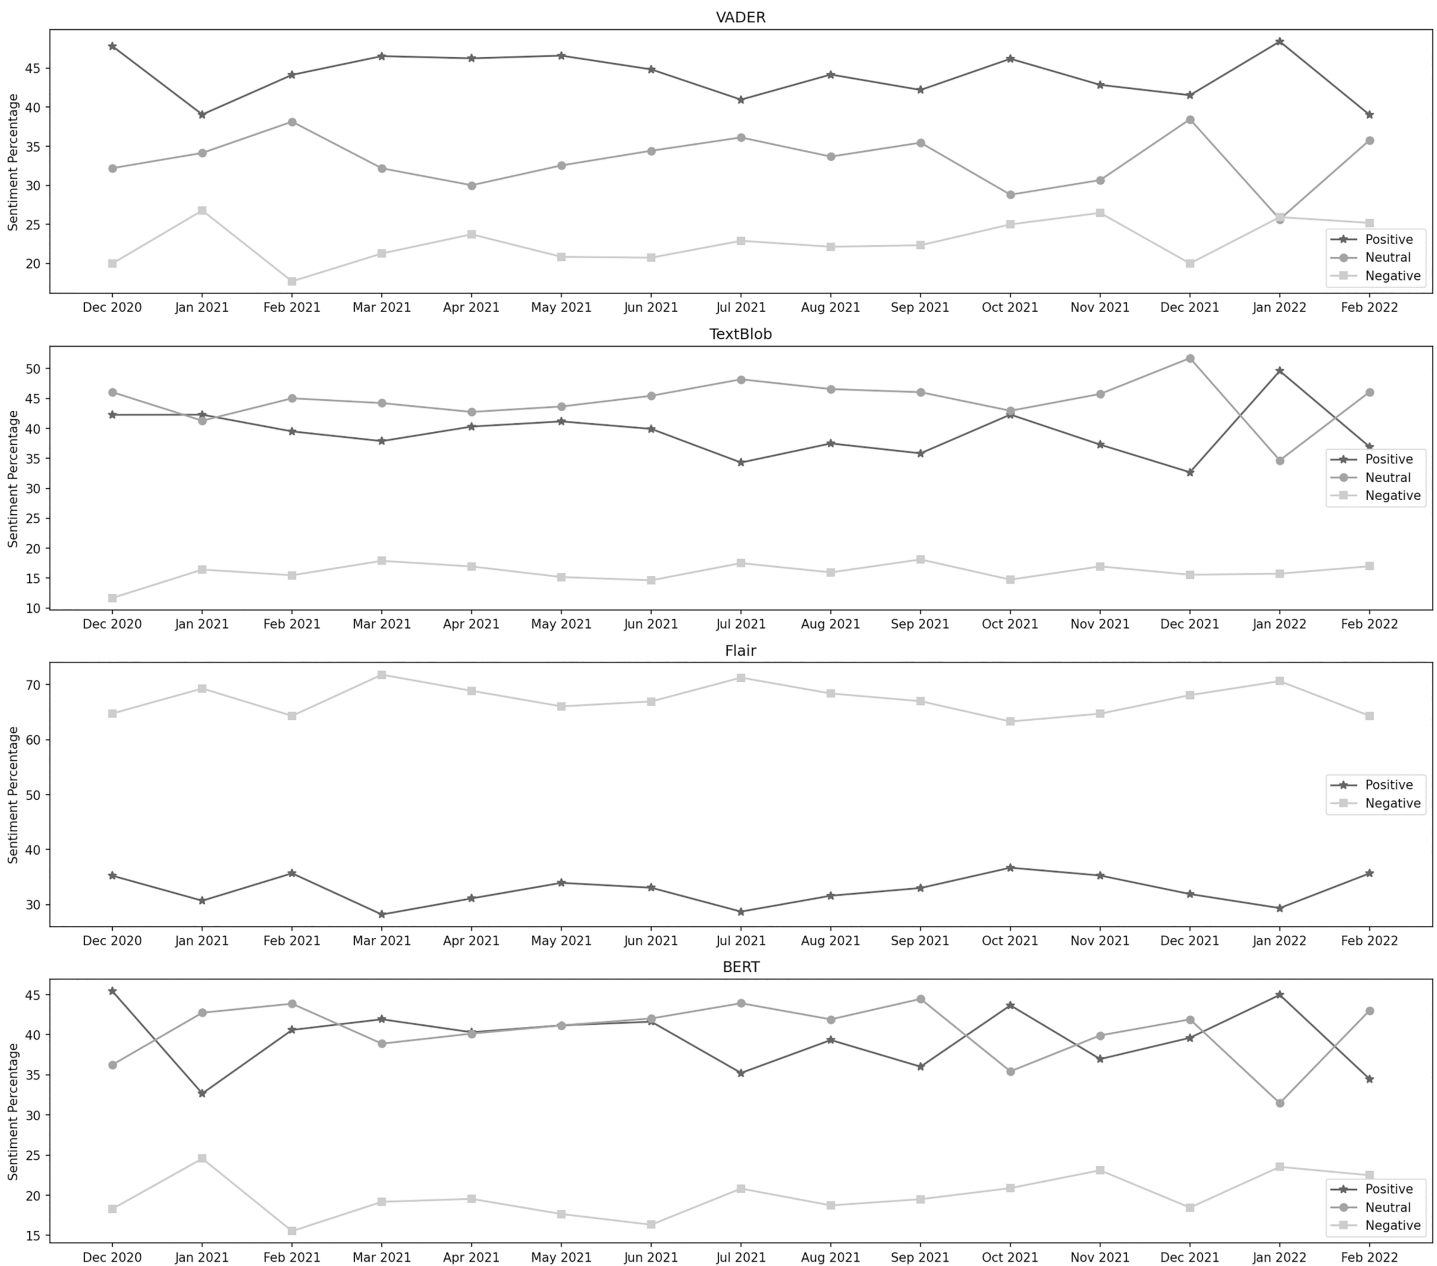 VADER
Sentiment Percentage
45
40
35
30
25
20
Positive
Neutral
Negative
Dec 2020 Jan 2021 Feb 2021 Mar 2021 Apr 2021 May 2021 Jun 2021 Jul 2021 Aug 2021 Sep 2021 Oct 2021 Nov 2021 Dec 2021 Jan 2022 Feb 2022
TextBlob
Sentiment Percentage
50
45
40
35
30
25
20
15
10
Positive
Neutral
Negative
Dec 2020 Jan 2021 Feb 2021 Mar 2021 Apr 2021 May 2021 Jun 2021 Jul 2021 Aug 2021 Sep 2021 Oct 2021 Nov 2021 Dec 2021 Jan 2022 Feb 2022
Flair
Sentiment Percentage
70
60
50
40
30
Positive
Negative
Dec 2020 Jan 2021 Feb 2021 Mar 2021 Apr 2021 May 2021 Jun 2021 Jul 2021 Aug 2021 Sep 2021 Oct 2021 Nov 2021 Dec 2021 Jan 2022 Feb 2022
BERT
Sentiment Percentage
45
40
35
30
25
20
15
Positive
Neutral
Negative
Dec 2020 Jan 2021 Feb 2021 Mar 2021 Apr 2021 May 2021 Jun 2021 Jul 2021 Aug 2021 Sep 2021 Oct 2021 Nov 2021 Dec 2021 Jan 2022 Feb 2022